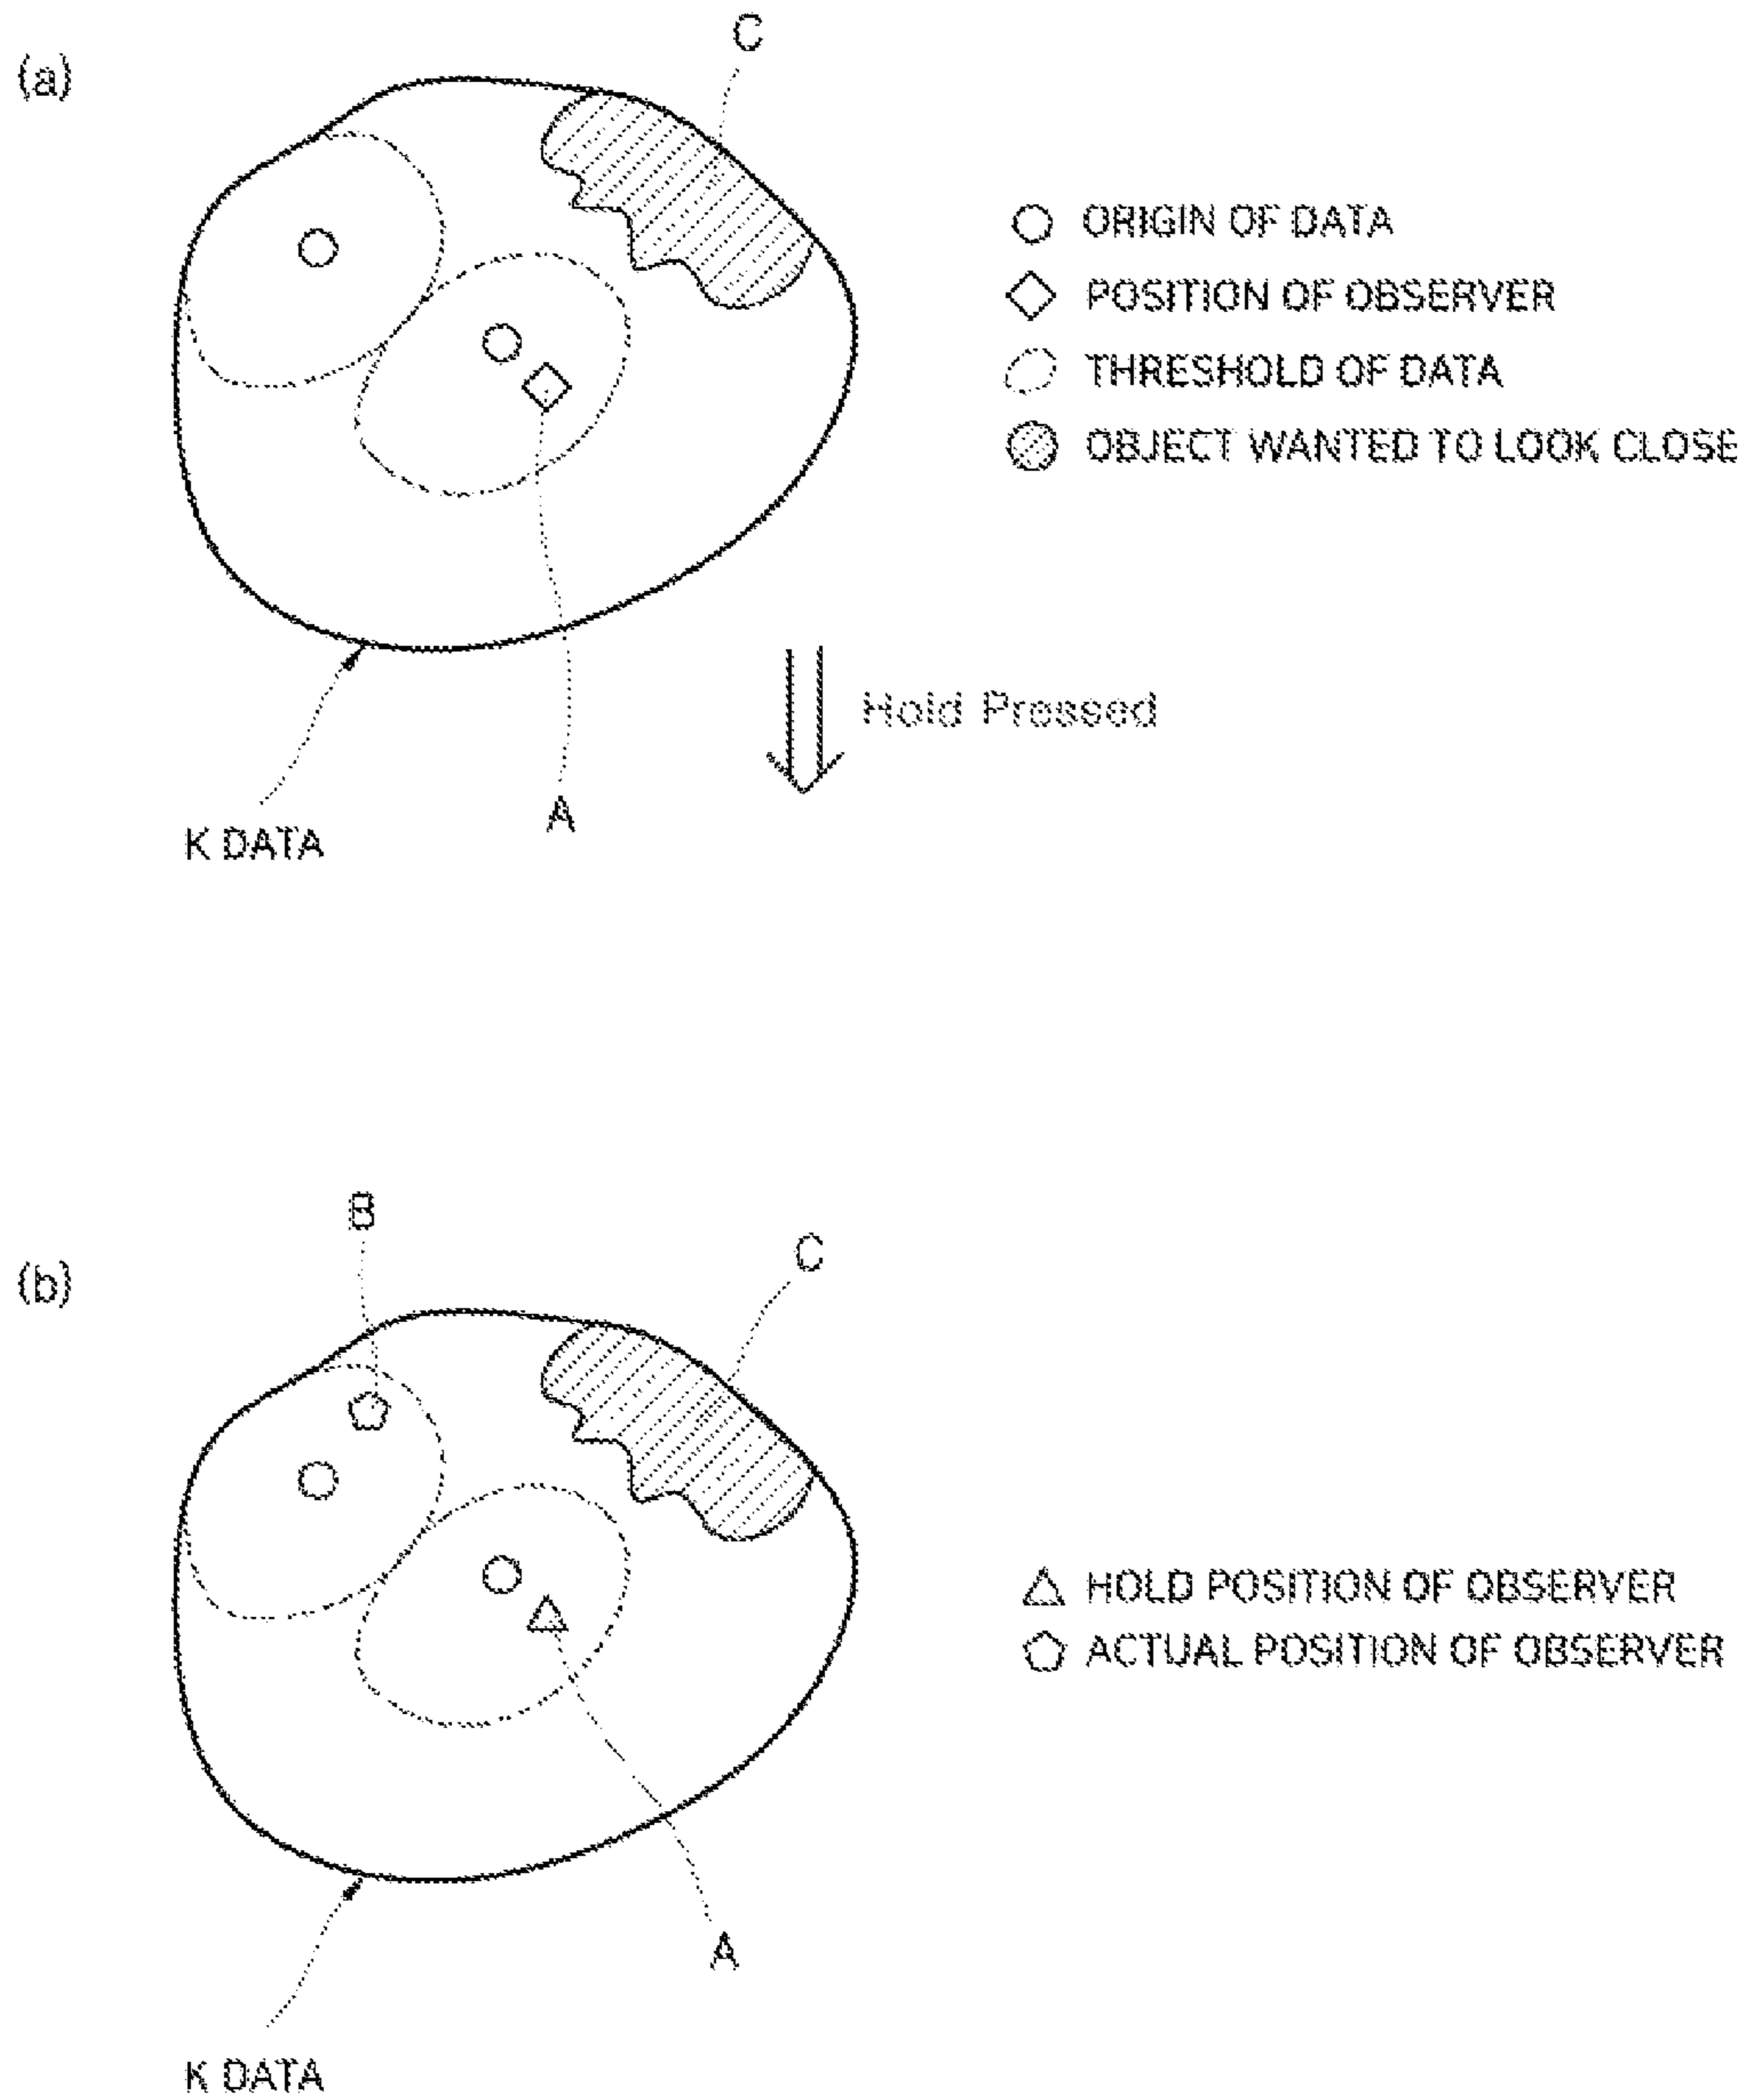 (a)
C
ORIGIN OF DATA
POSITION OF OBSERVER
THRESHOLD OF DATA
OBJECT WANTED TO LOOK CLOSE
Hold Pressed
A
K DATA
(b)
B
C
HOLD POSITION OF OBSERVER
ACTUAL POSITION OF OBSERVER
A
K DATA